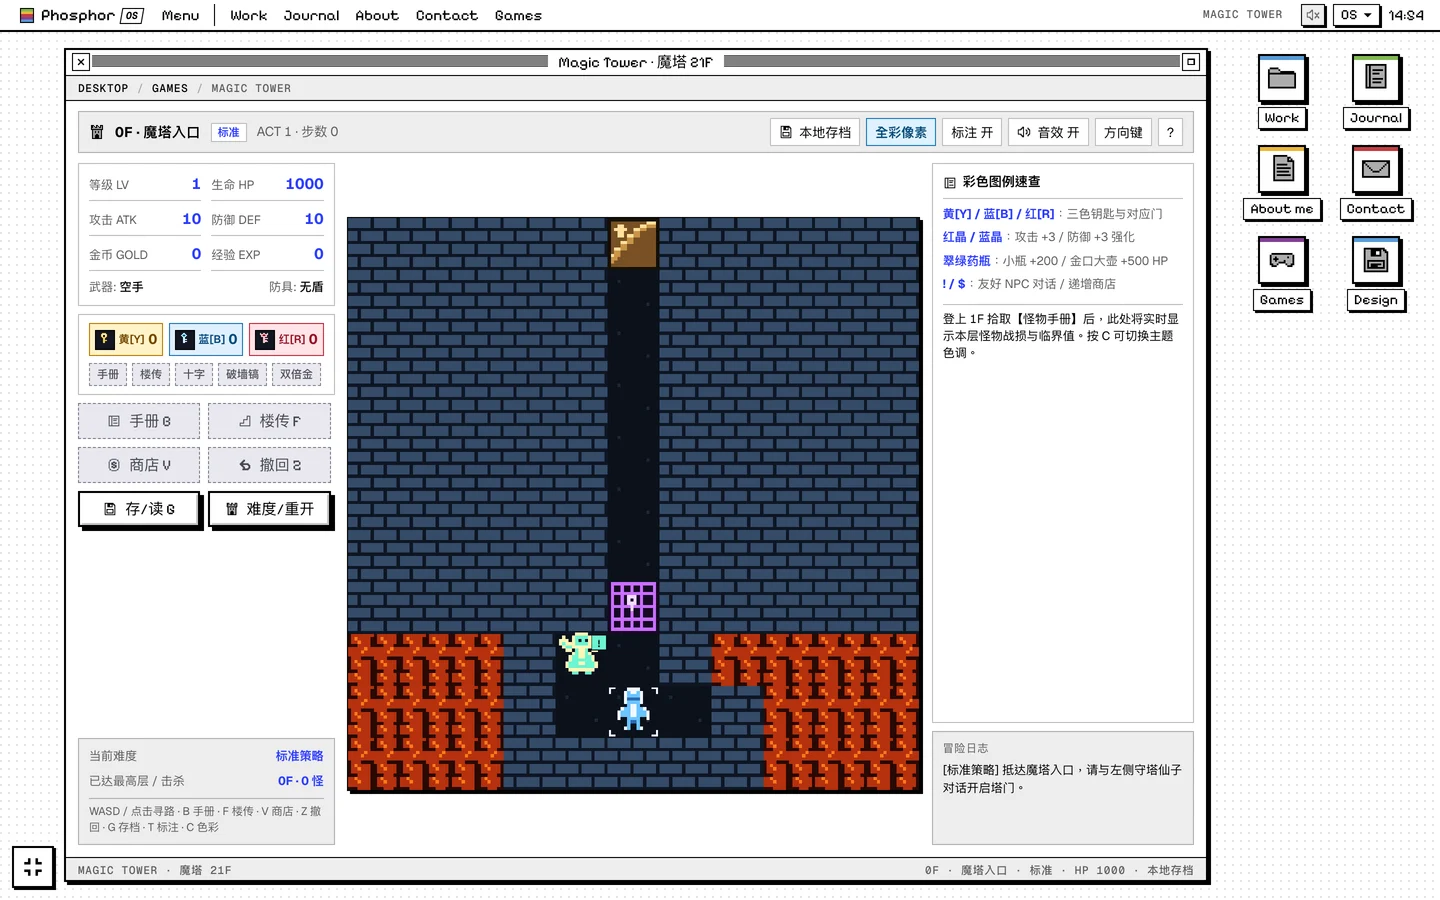 Phosphor OS Menu Work Journal About Contact Games MAGIC TOWER OS 14:24
Magic Tower · 魔塔 21F
DESKTOP / GAMES / MAGIC TOWER
0F · 魔塔入口 标准 ACT 1 · 步数 0 本地存档 全彩像素 标注 开 音效 开 方向键 ?
等级 LV 1 生命 HP 1000
攻击 ATK 10 防御 DEF 10
金币 GOLD 0 经验 EXP 0
武器: 空手 防具: 无盾
黄[Y] 0 蓝[B] 0 红[R] 0
手册 楼传 十字 破墙镐 双倍金
手册 B 楼传 F
商店 V 撤回 Z
存/读 G 难度/重开
当前难度 标准策略
已达最高层 / 击杀 0F · 0 怪
WASD / 点击寻路 · B 手册 · F 楼传 · V 商店 · Z 撤
回 · G 存档 · T 标注 · C 色彩
!
彩色图例速查
黄[Y] / 蓝[B] / 红[R]：三色钥匙与对应门
红晶 / 蓝晶：攻击 +3 / 防御 +3 强化
翠绿药瓶：小瓶 +200 / 金口大壶 +500 HP
! / $：友好 NPC 对话 / 递增商店
登上 1F 拾取【怪物手册】后，此处将实时显
示本层怪物战损与临界值。按 C 可切换主题
色调。
冒险日志
[标准策略] 抵达魔塔入口，请与左侧守塔仙子
对话开启塔门。
MAGIC TOWER · 魔塔 21F 0F · 魔塔入口 · 标准 · HP 1000 · 本地存档
Work
Journal
About me
Contact
Games
Design